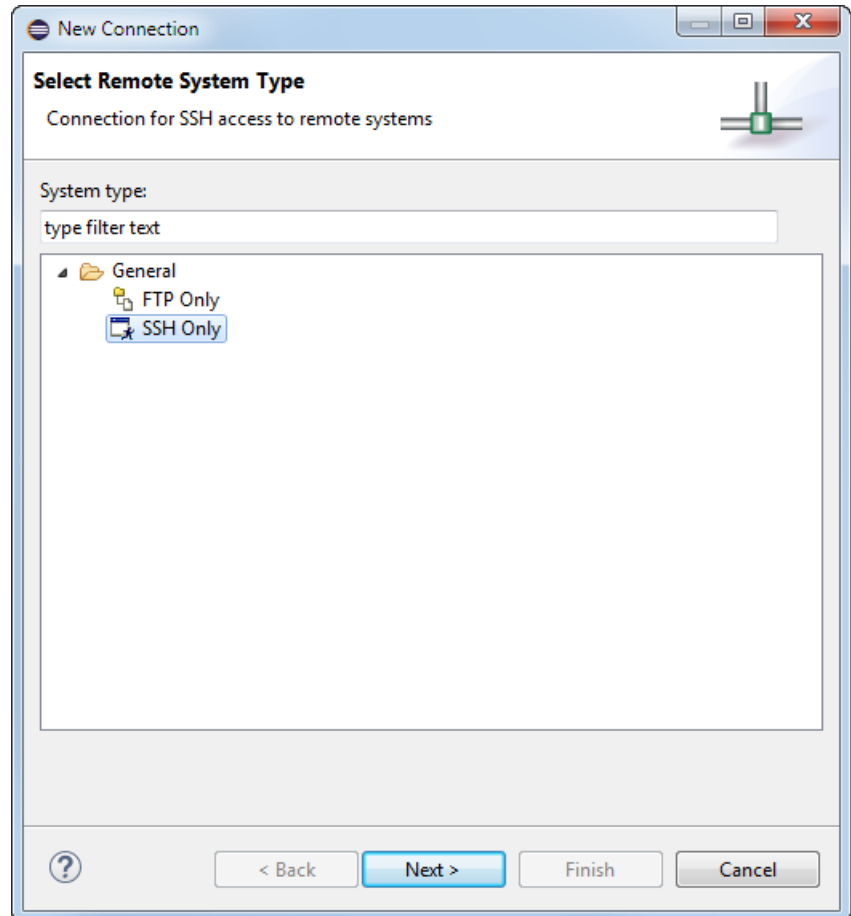 New Connection
Select Remote System Type
Connection for SSH access to remote systems
System type:
type filter text
General
FTP Only
SSH Only
? < Back Next > Finish Cancel